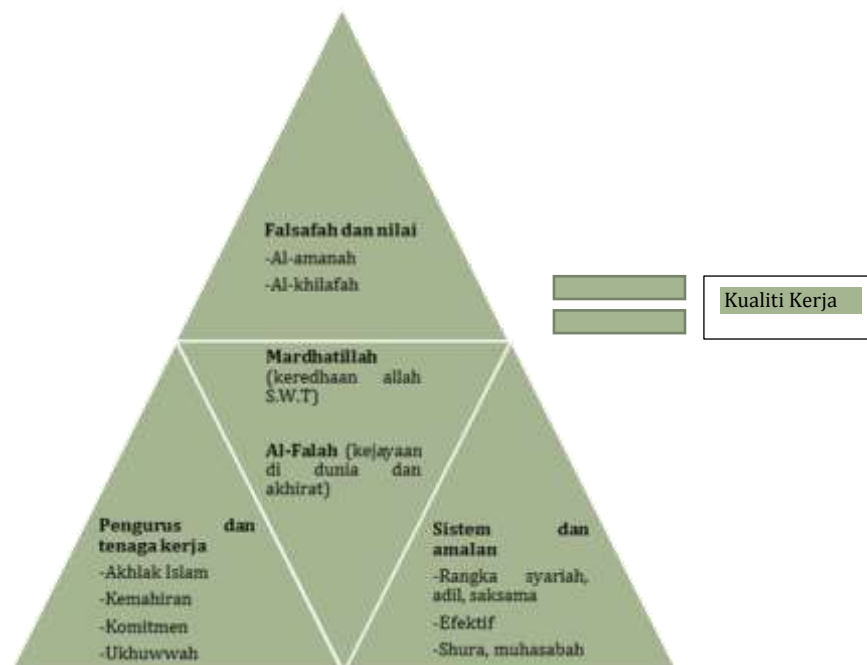 Falsafah dan nilai
-Al-amanah
-Al-khilafah
Kualiti Kerja
Mardhatillah
(keredhaan allah
S.W.T)
Al-Falah (kejayaan
di dunia dan
akhirat)
Pengurus dan
tenaga kerja
-Akhlak Islam
-Kemahiran
-Komitmen
-Ukhuwwah
Sistem dan
amalan
-Rangka syariah,
adil, saksama
-Efektif
-Shura, muhasabah